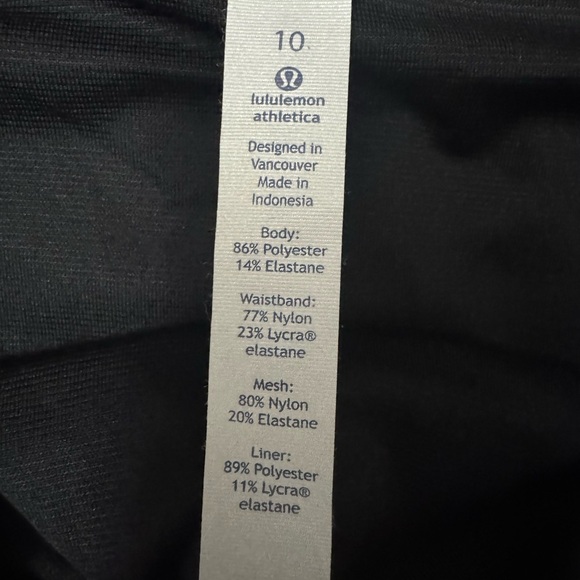 10
lululemon
athletica
Designed in
Vancouver
Made in
Indonesia
Body:
86% Polyester
14% Elastane
Waistband:
77% Nylon
23% Lycra®
elastane
Mesh:
80% Nylon
20% Elastane
Liner:
89% Polyester
11% Lycra®
elastane